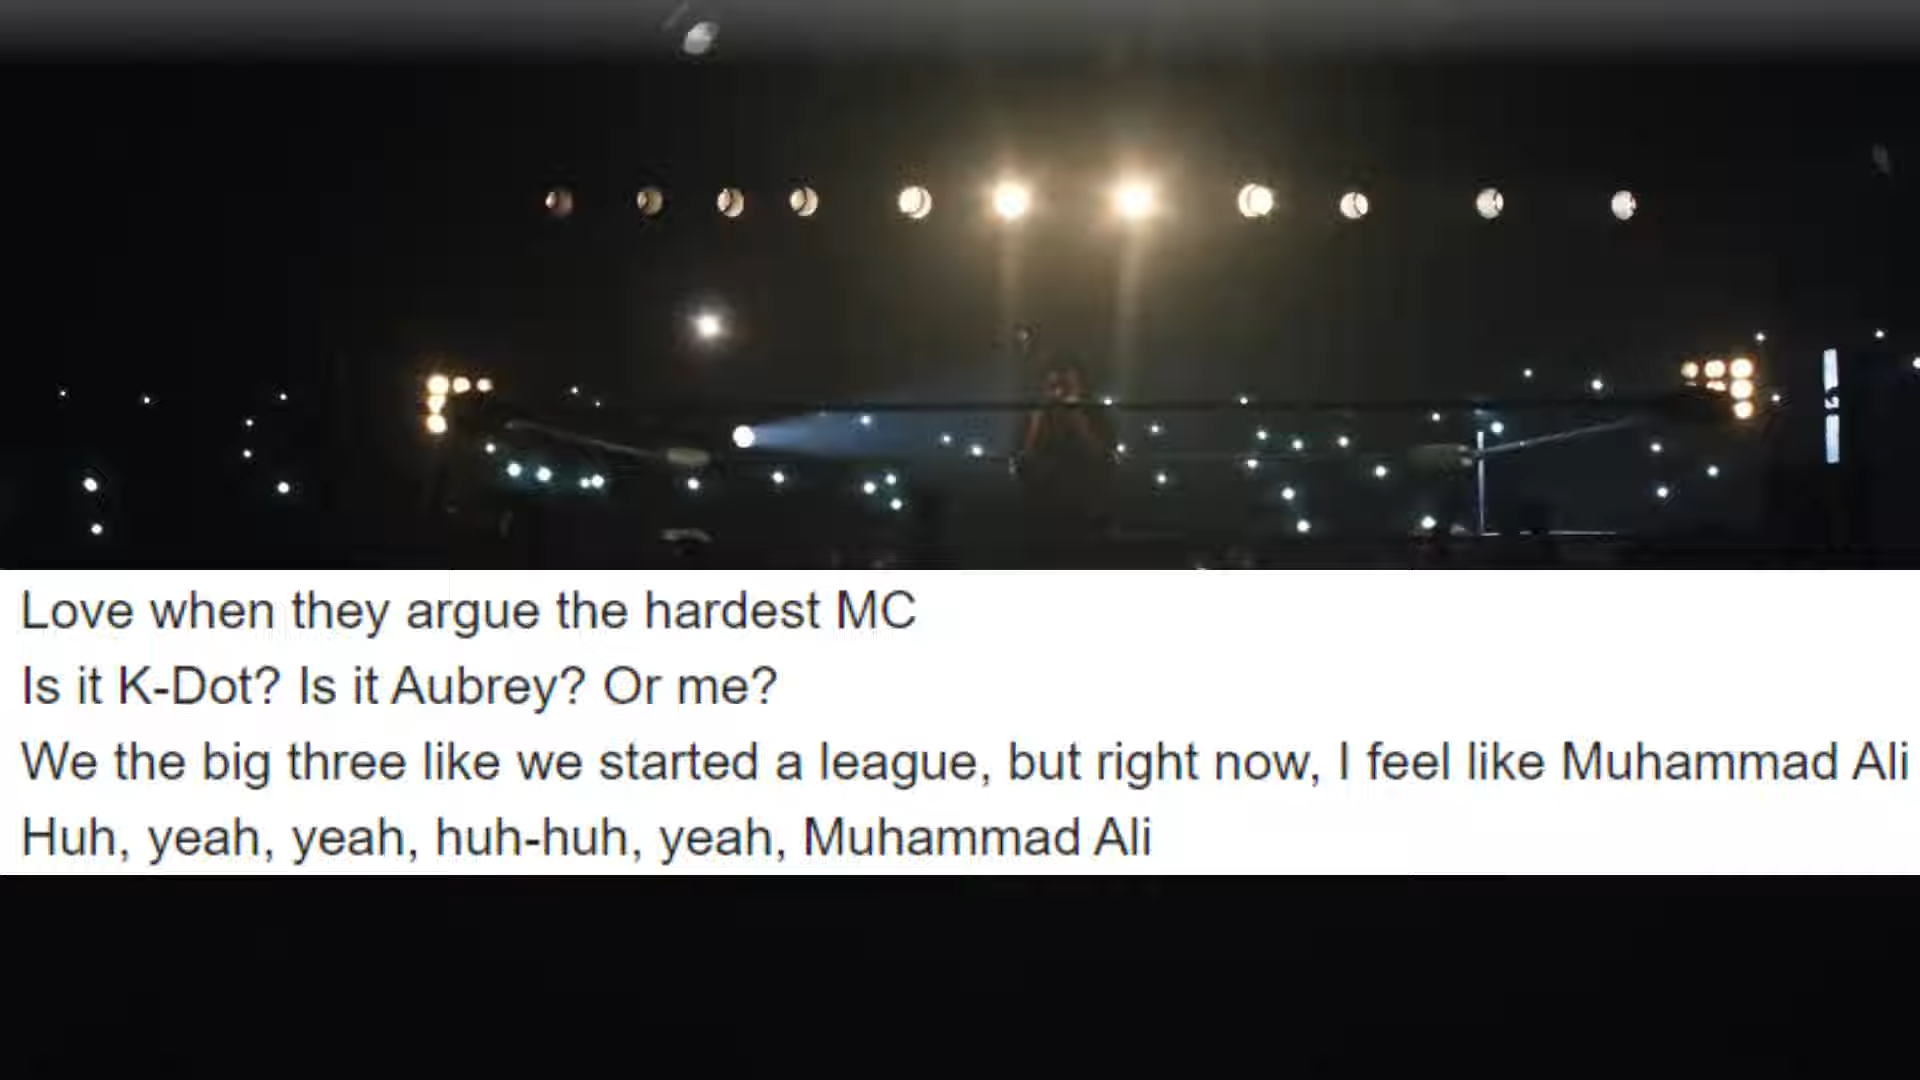 Love when they argue the hardest MC
Is it K-Dot? Is it Aubrey? Or me?
We the big three like we started a league, but right now, I feel like Muhammad Ali
Huh, yeah, yeah, huh-huh, yeah, Muhammad Ali